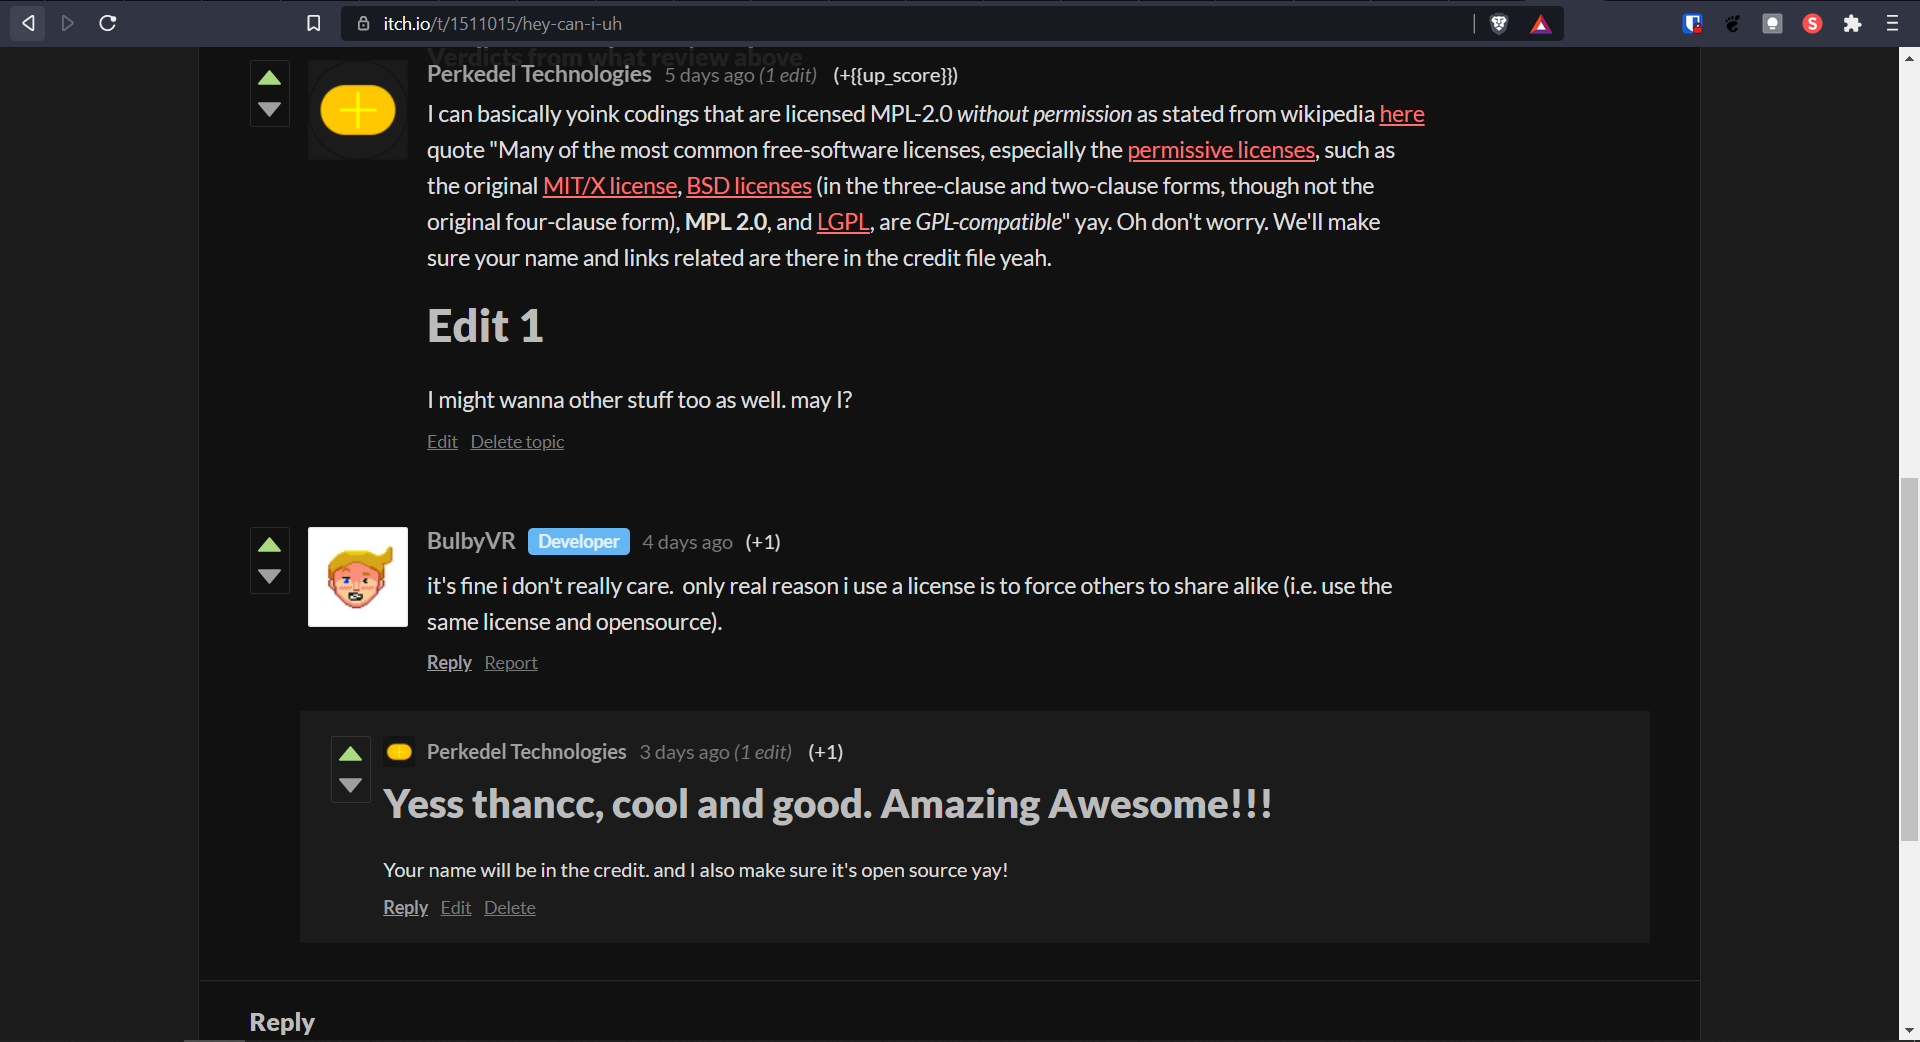 itch.io/t/1511015/hey-can-i-uh
S
Verdicts from what review above
Perkedel Technologies 5 days ago (1 edit) (+{{up_score}})
I can basically yoink codings that are licensed MPL-2.0 without permission as stated from wikipedia here
quote "Many of the most common free-software licenses, especially the permissive licenses, such as
the original MIT/X license, BSD licenses (in the three-clause and two-clause forms, though not the
original four-clause form), MPL 2.0, and LGPL, are GPL-compatible" yay. Oh don't worry. We'll make
sure your name and links related are there in the credit file yeah.
Edit 1
I might wanna other stuff too as well. may I?
Edit Delete topic
BulbyVR Developer 4 days ago (+1)
it's fine i don't really care. only real reason i use a license is to force others to share alike (i.e. use the
same license and opensource).
Reply Report
Perkedel Technologies 3 days ago (1 edit) (+1)
Yess thancc, cool and good. Amazing Awesome!!!
Your name will be in the credit. and I also make sure it's open source yay!
Reply Edit Delete
Reply